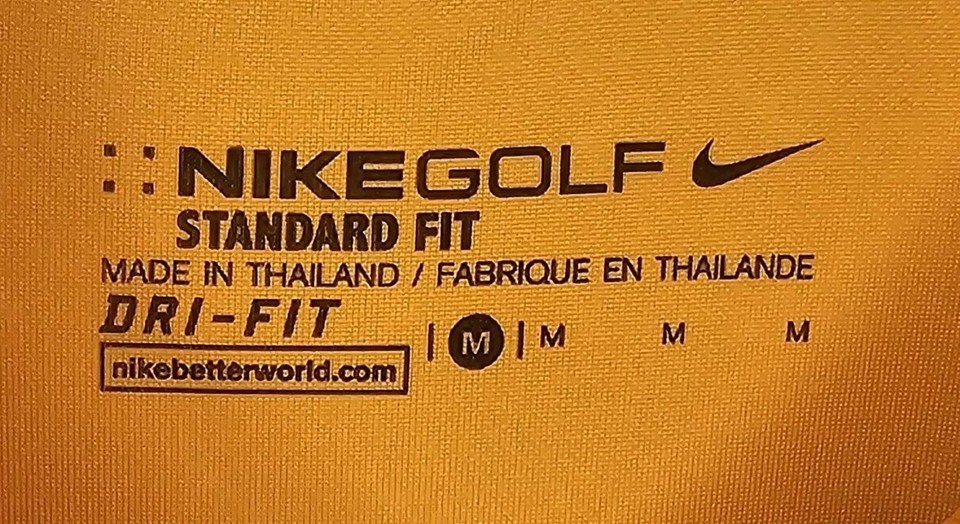 NIKEGOLF
STANDARD FIT
MADE IN THAILAND / FABRIQUE EN THAILANDE
DRI-FIT
| M | M M M
nikebetterworld.com